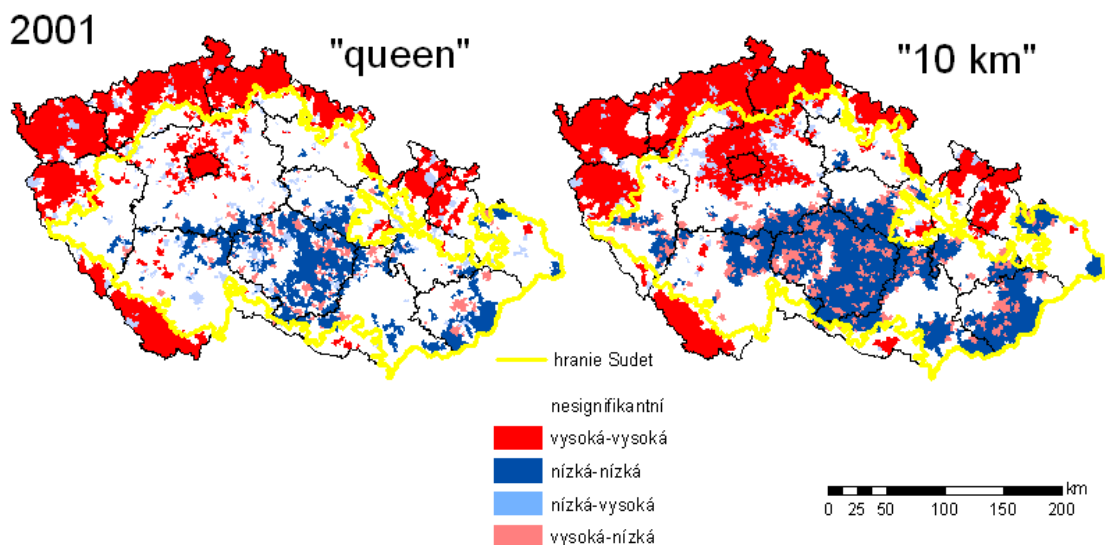 2001
"queen"
"10 km"
hranie Sudet
nesignifikantní
vysoká-vysoká
nízká-nízká
nízká-vysoká
vysoká-nízká
km
0 25 50 100 150 200